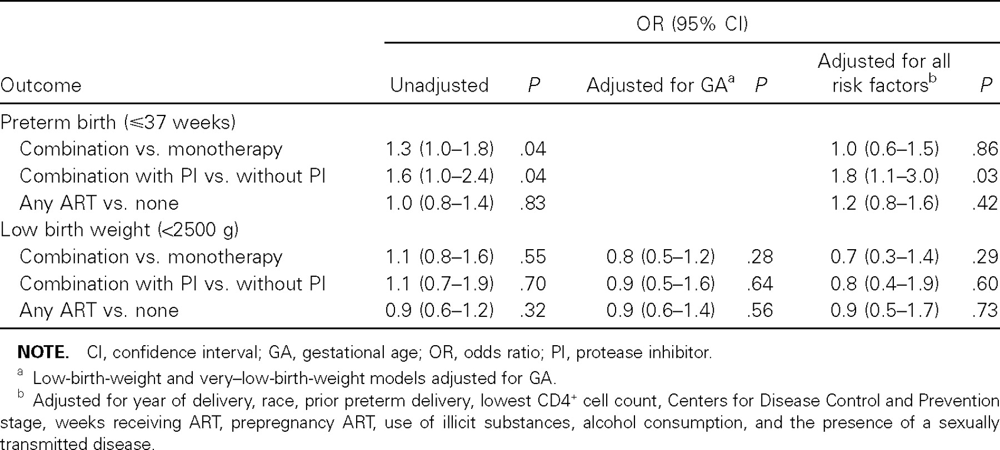 OR (95% CI)
Adjusted for all
Outcome Unadjusted P Adjusted for GAᵃ P risk factorsᵇ P
Preterm birth (⩽37 weeks)
Combination vs. monotherapy 1.3 (1.0–1.8) .04 1.0 (0.6–1.5) .86
Combination with PI vs. without PI 1.6 (1.0–2.4) .04 1.8 (1.1–3.0) .03
Any ART vs. none 1.0 (0.8–1.4) .83 1.2 (0.8–1.6) .42
Low birth weight (<2500 g)
Combination vs. monotherapy 1.1 (0.8–1.6) .55 0.8 (0.5–1.2) .28 0.7 (0.3–1.4) .29
Combination with PI vs. without PI 1.1 (0.7–1.9) .70 0.9 (0.5–1.6) .64 0.8 (0.4–1.9) .60
Any ART vs. none 0.9 (0.6–1.2) .32 0.9 (0.6–1.4) .56 0.9 (0.5–1.7) .73
NOTE. CI, confidence interval; GA, gestational age; OR, odds ratio; PI, protease inhibitor.
ᵃ Low-birth-weight and very–low-birth-weight models adjusted for GA.
ᵇ Adjusted for year of delivery, race, prior preterm delivery, lowest CD4⁺ cell count, Centers for Disease Control and Prevention
stage, weeks receiving ART, prepregnancy ART, use of illicit substances, alcohol consumption, and the presence of a sexually
transmitted disease.